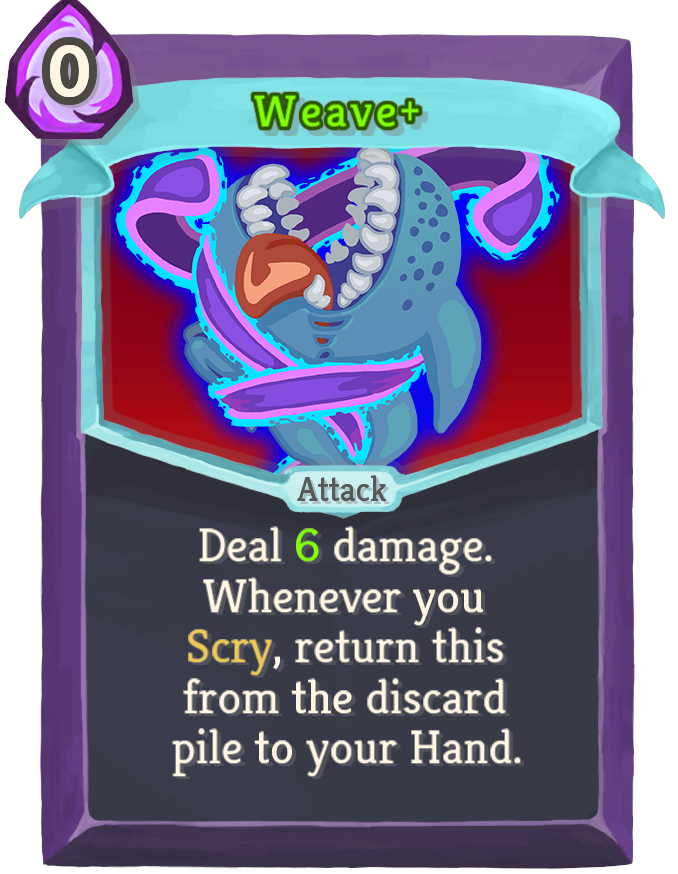 0
Weave+
Attack
Deal 6 damage.
Whenever you
Scry, return this
from the discard
pile to your Hand.